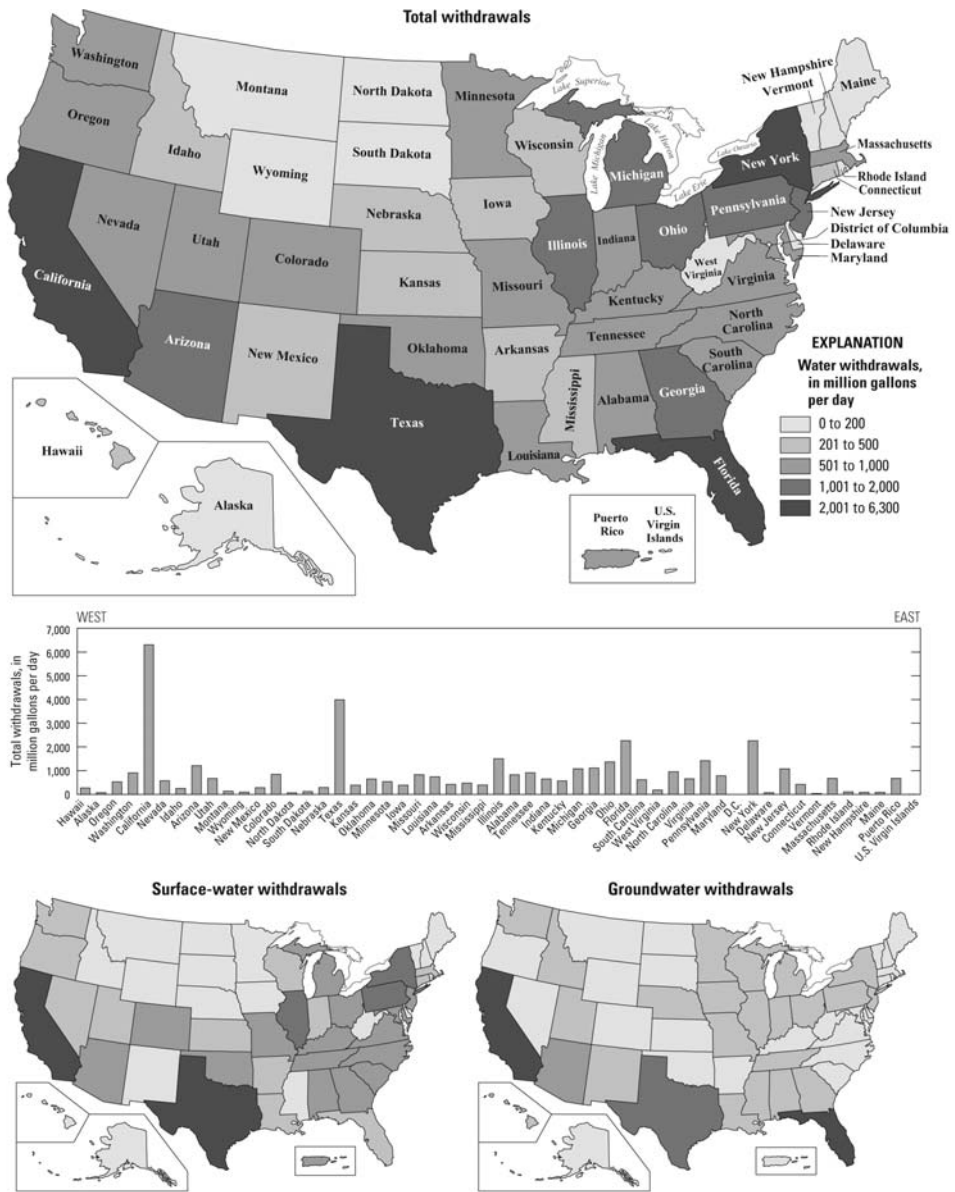 Total withdrawals
Washington
Oregon
California
Nevada
Idaho
Montana
Wyoming
Utah
Arizona
Colorado
New Mexico
North Dakota
South Dakota
Nebraska
Kansas
Oklahoma
Texas
Minnesota
Iowa
Missouri
Arkansas
Louisiana
Wisconsin
Illinois
Mississippi
Michigan
Indiana
Kentucky
Tennessee
Alabama
Ohio
Georgia
Florida
West
Virginia
Virginia
North
Carolina
South
Carolina
Pennsylvania
New York
New Hampshire
Vermont
Maine
Massachusetts
Rhode Island
Connecticut
New Jersey
District of Columbia
Delaware
Maryland
Lake Superior
Lake Michigan
Lake Huron
Lake Erie
Lake Ontario
Hawaii
Alaska
Puerto
Rico
U.S.
Virgin
Islands
EXPLANATION
Water withdrawals,
in million gallons
per day
0 to 200
201 to 500
501 to 1,000
1,001 to 2,000
2,001 to 6,300
WEST
EAST
Total withdrawals, in
million gallons per day
7,000
6,000
5,000
4,000
3,000
2,000
1,000
0
Hawaii
Alaska
Oregon
Washington
California
Nevada
Idaho
Arizona
Utah
Montana
Wyoming
New Mexico
Colorado
North Dakota
South Dakota
Nebraska
Texas
Kansas
Oklahoma
Minnesota
Iowa
Missouri
Louisiana
Arkansas
Wisconsin
Mississippi
Illinois
Alabama
Tennessee
Indiana
Kentucky
Michigan
Georgia
Ohio
Florida
South Carolina
West Virginia
North Carolina
Virginia
Pennsylvania
Maryland
D.C.
New York
Delaware
New Jersey
Connecticut
Vermont
Massachusetts
Rhode Island
New Hampshire
Maine
Puerto Rico
U.S. Virgin Islands
Surface-water withdrawals
Groundwater withdrawals